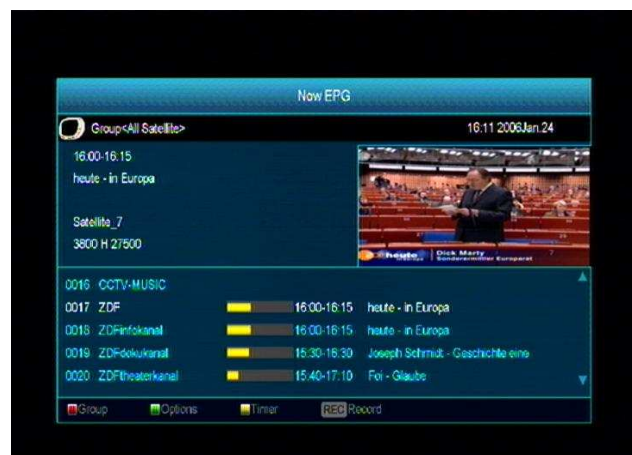 Now EPG
Group<All Satellite> 16:11 2006Jan.24
16:00-16:15
heute - in Europa
Satellite_7
3800 H 27500
heute Dick Marty
Sonderermittler Europarat
0016 CCTV-MUSIC
0017 ZDF 16:00-16:15 heute - in Europa
0018 ZDFinfokanal 16:00-16:15 heute - in Europa
0019 ZDFdokukanal 15:30-16:30 Joseph Schmidt - Geschichte eine
0020 ZDFtheaterkanal 15:40-17:10 Foi - Glaube
Group Options Timer REC Record